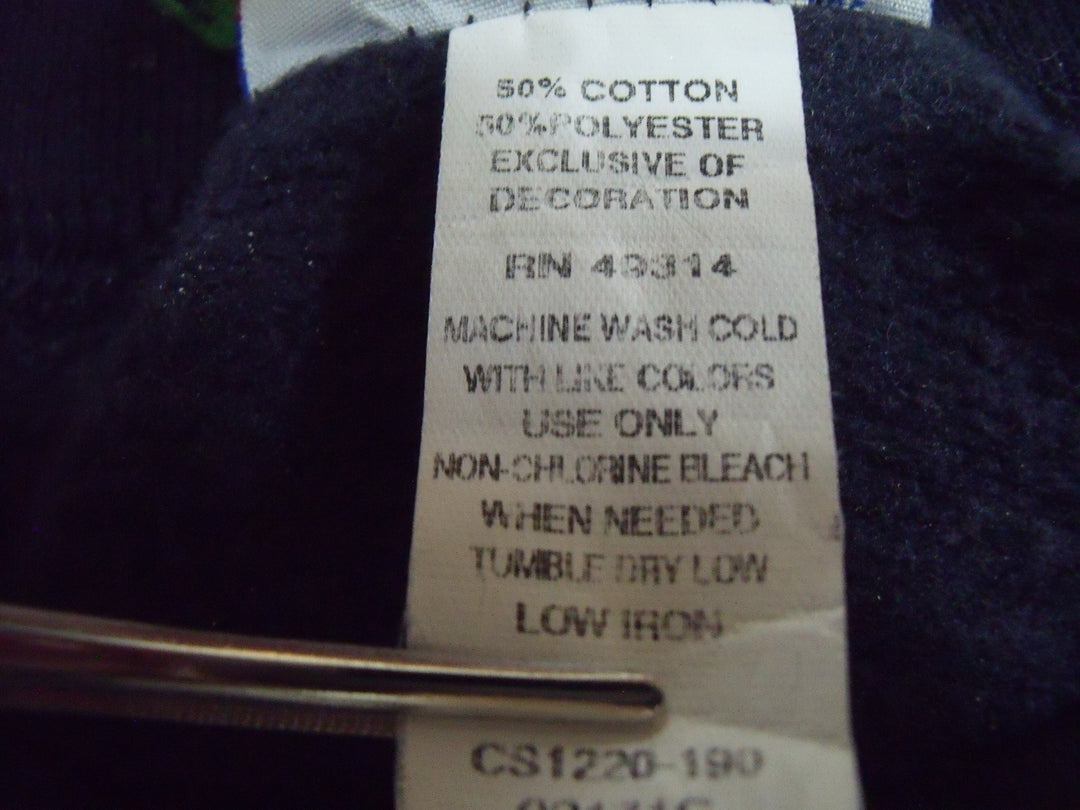 50% COTTON
50% POLYESTER
EXCLUSIVE OF
DECORATION
RN 49314
MACHINE WASH COLD
WITH LIKE COLORS
USE ONLY
NON-CHLORINE BLEACH
WHEN NEEDED
TUMBLE DRY LOW
LOW IRON
CS1220-190